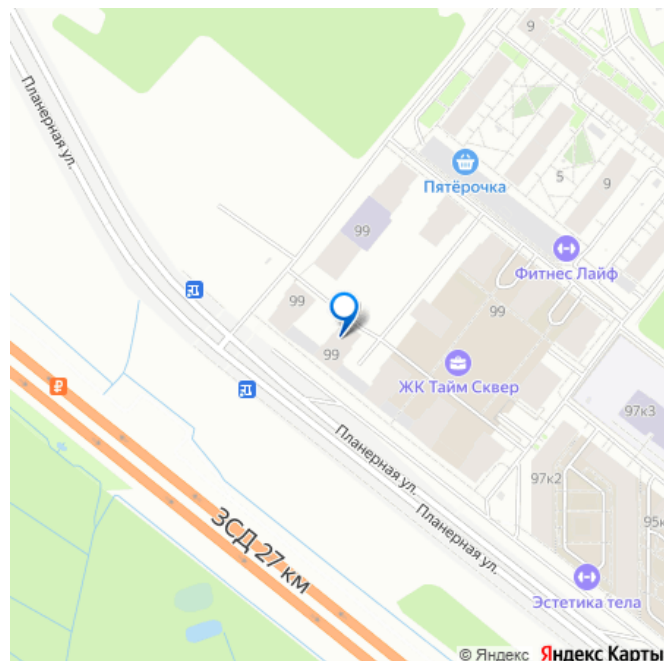 9
Планерная ул.
Пятёрочка
5
9
99
Фитнес Лайф
99
99
99
ЖК Тайм Сквер
₽
97к3
Планерная ул.
97к2
95к
Планерная ул.
ЗСД 27 км
Эстетика тела
© Яндекс Яндекс Карты